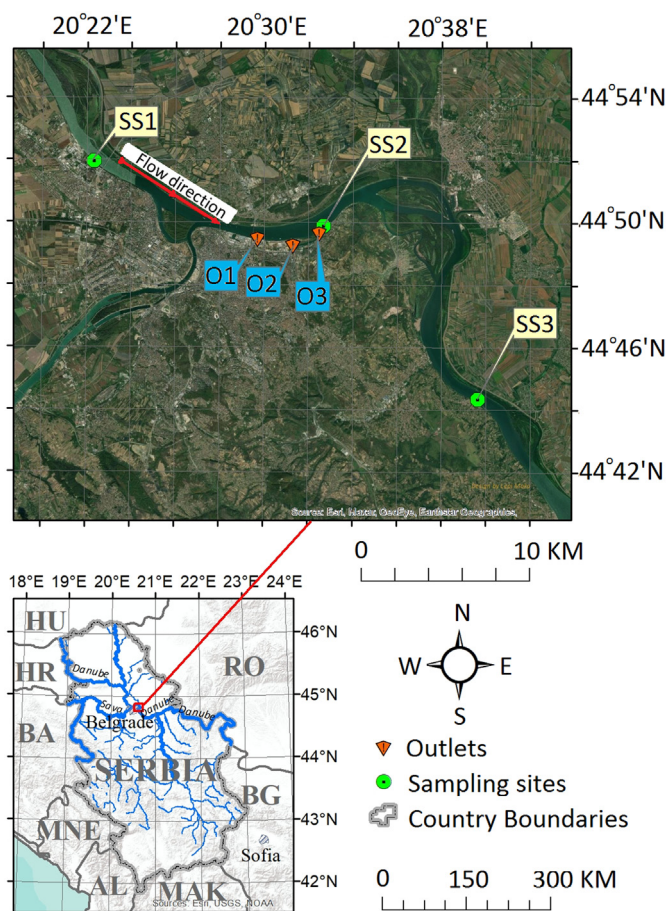 20°22'E 20°30'E 20°38'E
44°54'N
SS1
Flow direction
SS2
44°50'N
O1 O2 O3
SS3
44°46'N
44°42'N
Sources: Esri, Maxar, GeoEye, Earthstar Geographics,
0 10 KM
18°E 19°E 20°E 21°E 22°E 23°E 24°E
HU
46°N
HR
RO
Danube
45°N
Sava
Danube
Danube
Belgrade
BA
44°N
SERBIA
BG
43°N
MNE
Sofia
AL
MAK
42°N
Sources: Esri, USGS, NOAA
N
W E
S
Outlets
Sampling sites
Country Boundaries
0 150 300 KM